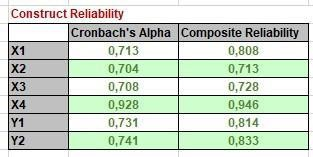 Construct Reliability
Cronbach's Alpha Composite Reliability
X1 0,713 0,808
X2 0,704 0,713
X3 0,708 0,728
X4 0,928 0,946
Y1 0,731 0,814
Y2 0,741 0,833